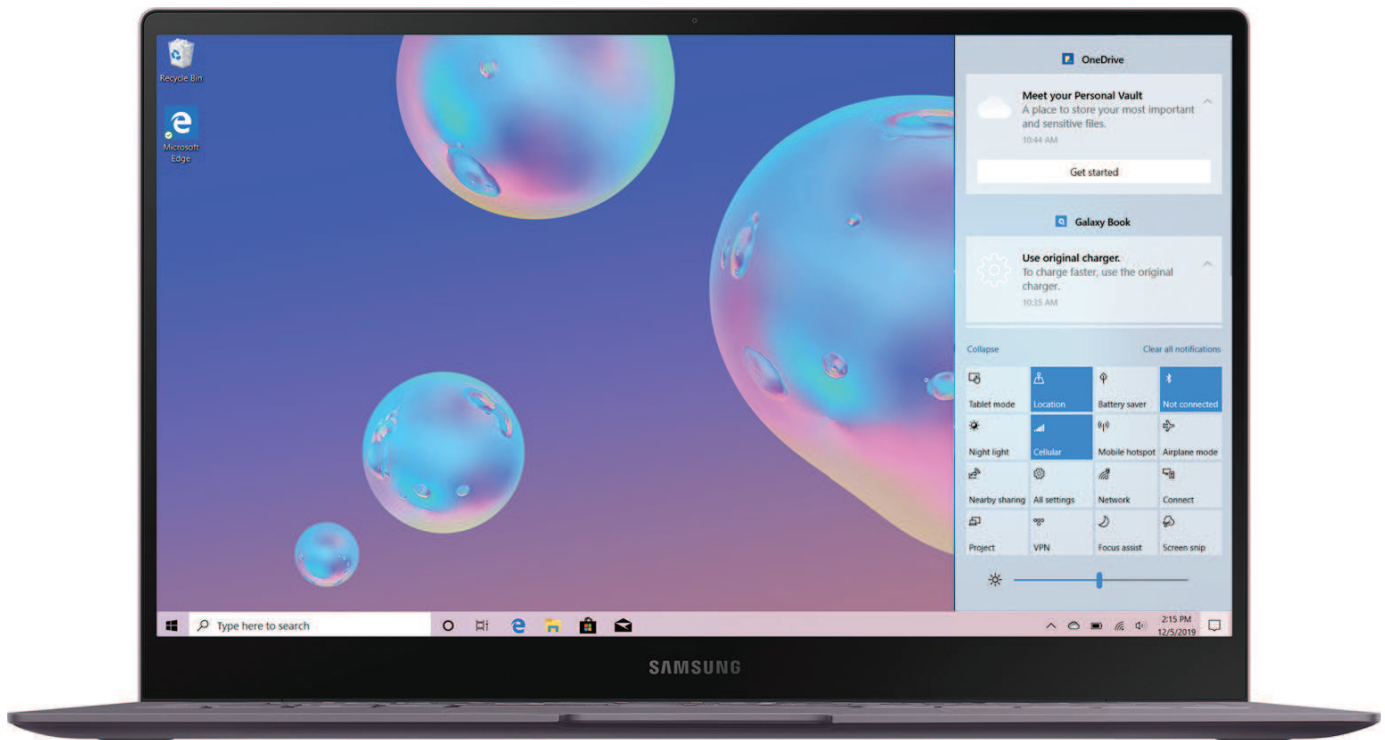 Recycle Bin
Microsoft
Edge
OneDrive
Meet your Personal Vault
A place to store your most important
and sensitive files.
10:44 AM
Get started
Galaxy Book
Use original charger.
To charge faster, use the original
charger.
10:35 AM
Collapse
Clear all notifications
Tablet mode
Location
Battery saver
Not connected
Night light
Cellular
Mobile hotspot
Airplane mode
Nearby sharing
All settings
Network
Connect
Project
VPN
Focus assist
Screen snip
Type here to search
2:15 PM
12/5/2019
SAMSUNG